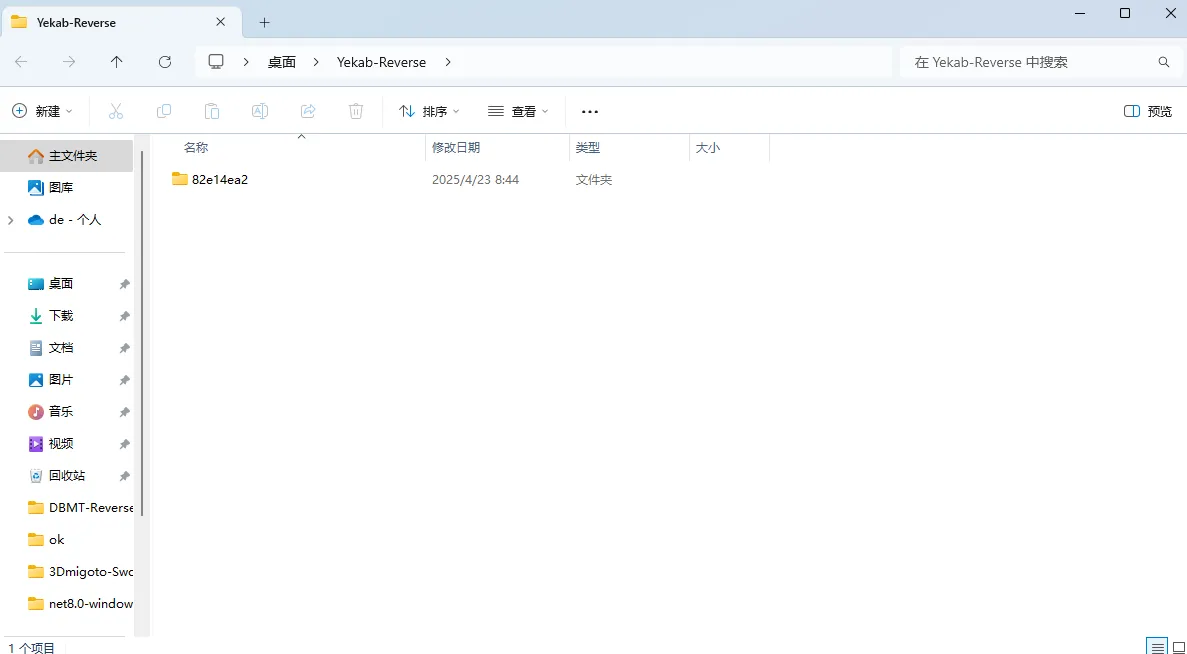 Yekab-Reverse
桌面 Yekab-Reverse
在 Yekab-Reverse 中搜索
新建 排序 查看 ... 预览
名称 修改日期 类型 大小
82e14ea2 2025/4/23 8:44 文件夹
主文件夹
图库
de - 个人
桌面
下载
文档
图片
音乐
视频
回收站
DBMT-Reverse
ok
3Dmigoto-Swo
net8.0-window
1 个项目